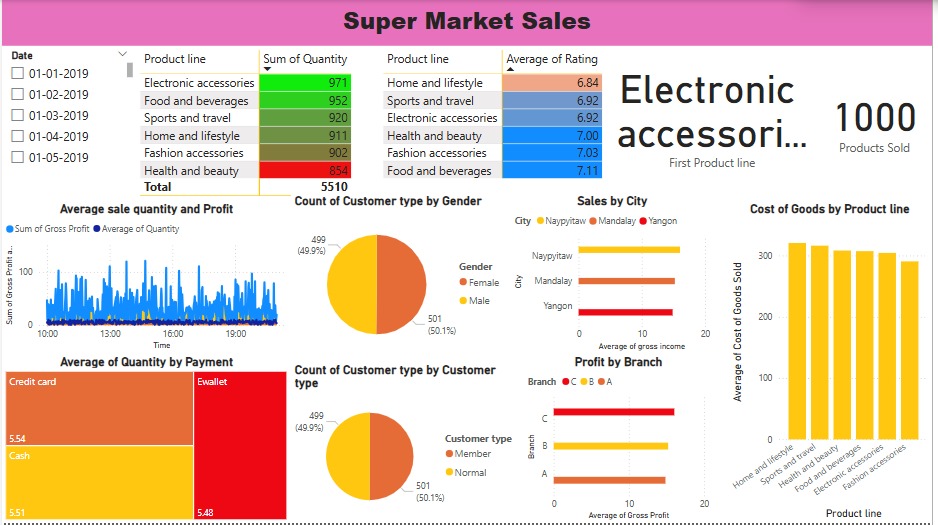 Super Market Sales
Date
01-01-2019
01-02-2019
01-03-2019
01-04-2019
01-05-2019
Product line Sum of Quantity
Electronic accessories 971
Food and beverages 952
Sports and travel 920
Home and lifestyle 911
Fashion accessories 902
Health and beauty 854
Total 5510
Product line Average of Rating
Home and lifestyle 6.84
Sports and travel 6.92
Electronic accessories 6.92
Health and beauty 7.00
Fashion accessories 7.03
Food and beverages 7.11
Electronic
accessori...
First Product line
1000
Products Sold
Average sale quantity and Profit
Sum of Gross Profit Average of Quantity
Sum of Gross Profit a...
100
0
10:00 13:00 16:00 19:00
Time
Count of Customer type by Gender
499
(49.9%)
501
(50.1%)
Gender
Female
Male
Sales by City
City Naypyitaw Mandalay Yangon
City
Naypyitaw
Mandalay
Yangon
0 10 20
Average of gross income
Cost of Goods by Product line
Average of Cost of Goods Sold
300
200
100
0
Home and lifestyle
Sports and travel
Health and beauty
Food and beverages
Electronic accessories
Fashion accessories
Product line
Average of Quantity by Payment
Credit card
5.54
Cash
5.51
Ewallet
5.48
Count of Customer type by Customer
type
499
(49.9%)
501
(50.1%)
Customer type
Member
Normal
Profit by Branch
Branch C B A
Branch
C
B
A
0 10 20
Average of Gross Profit